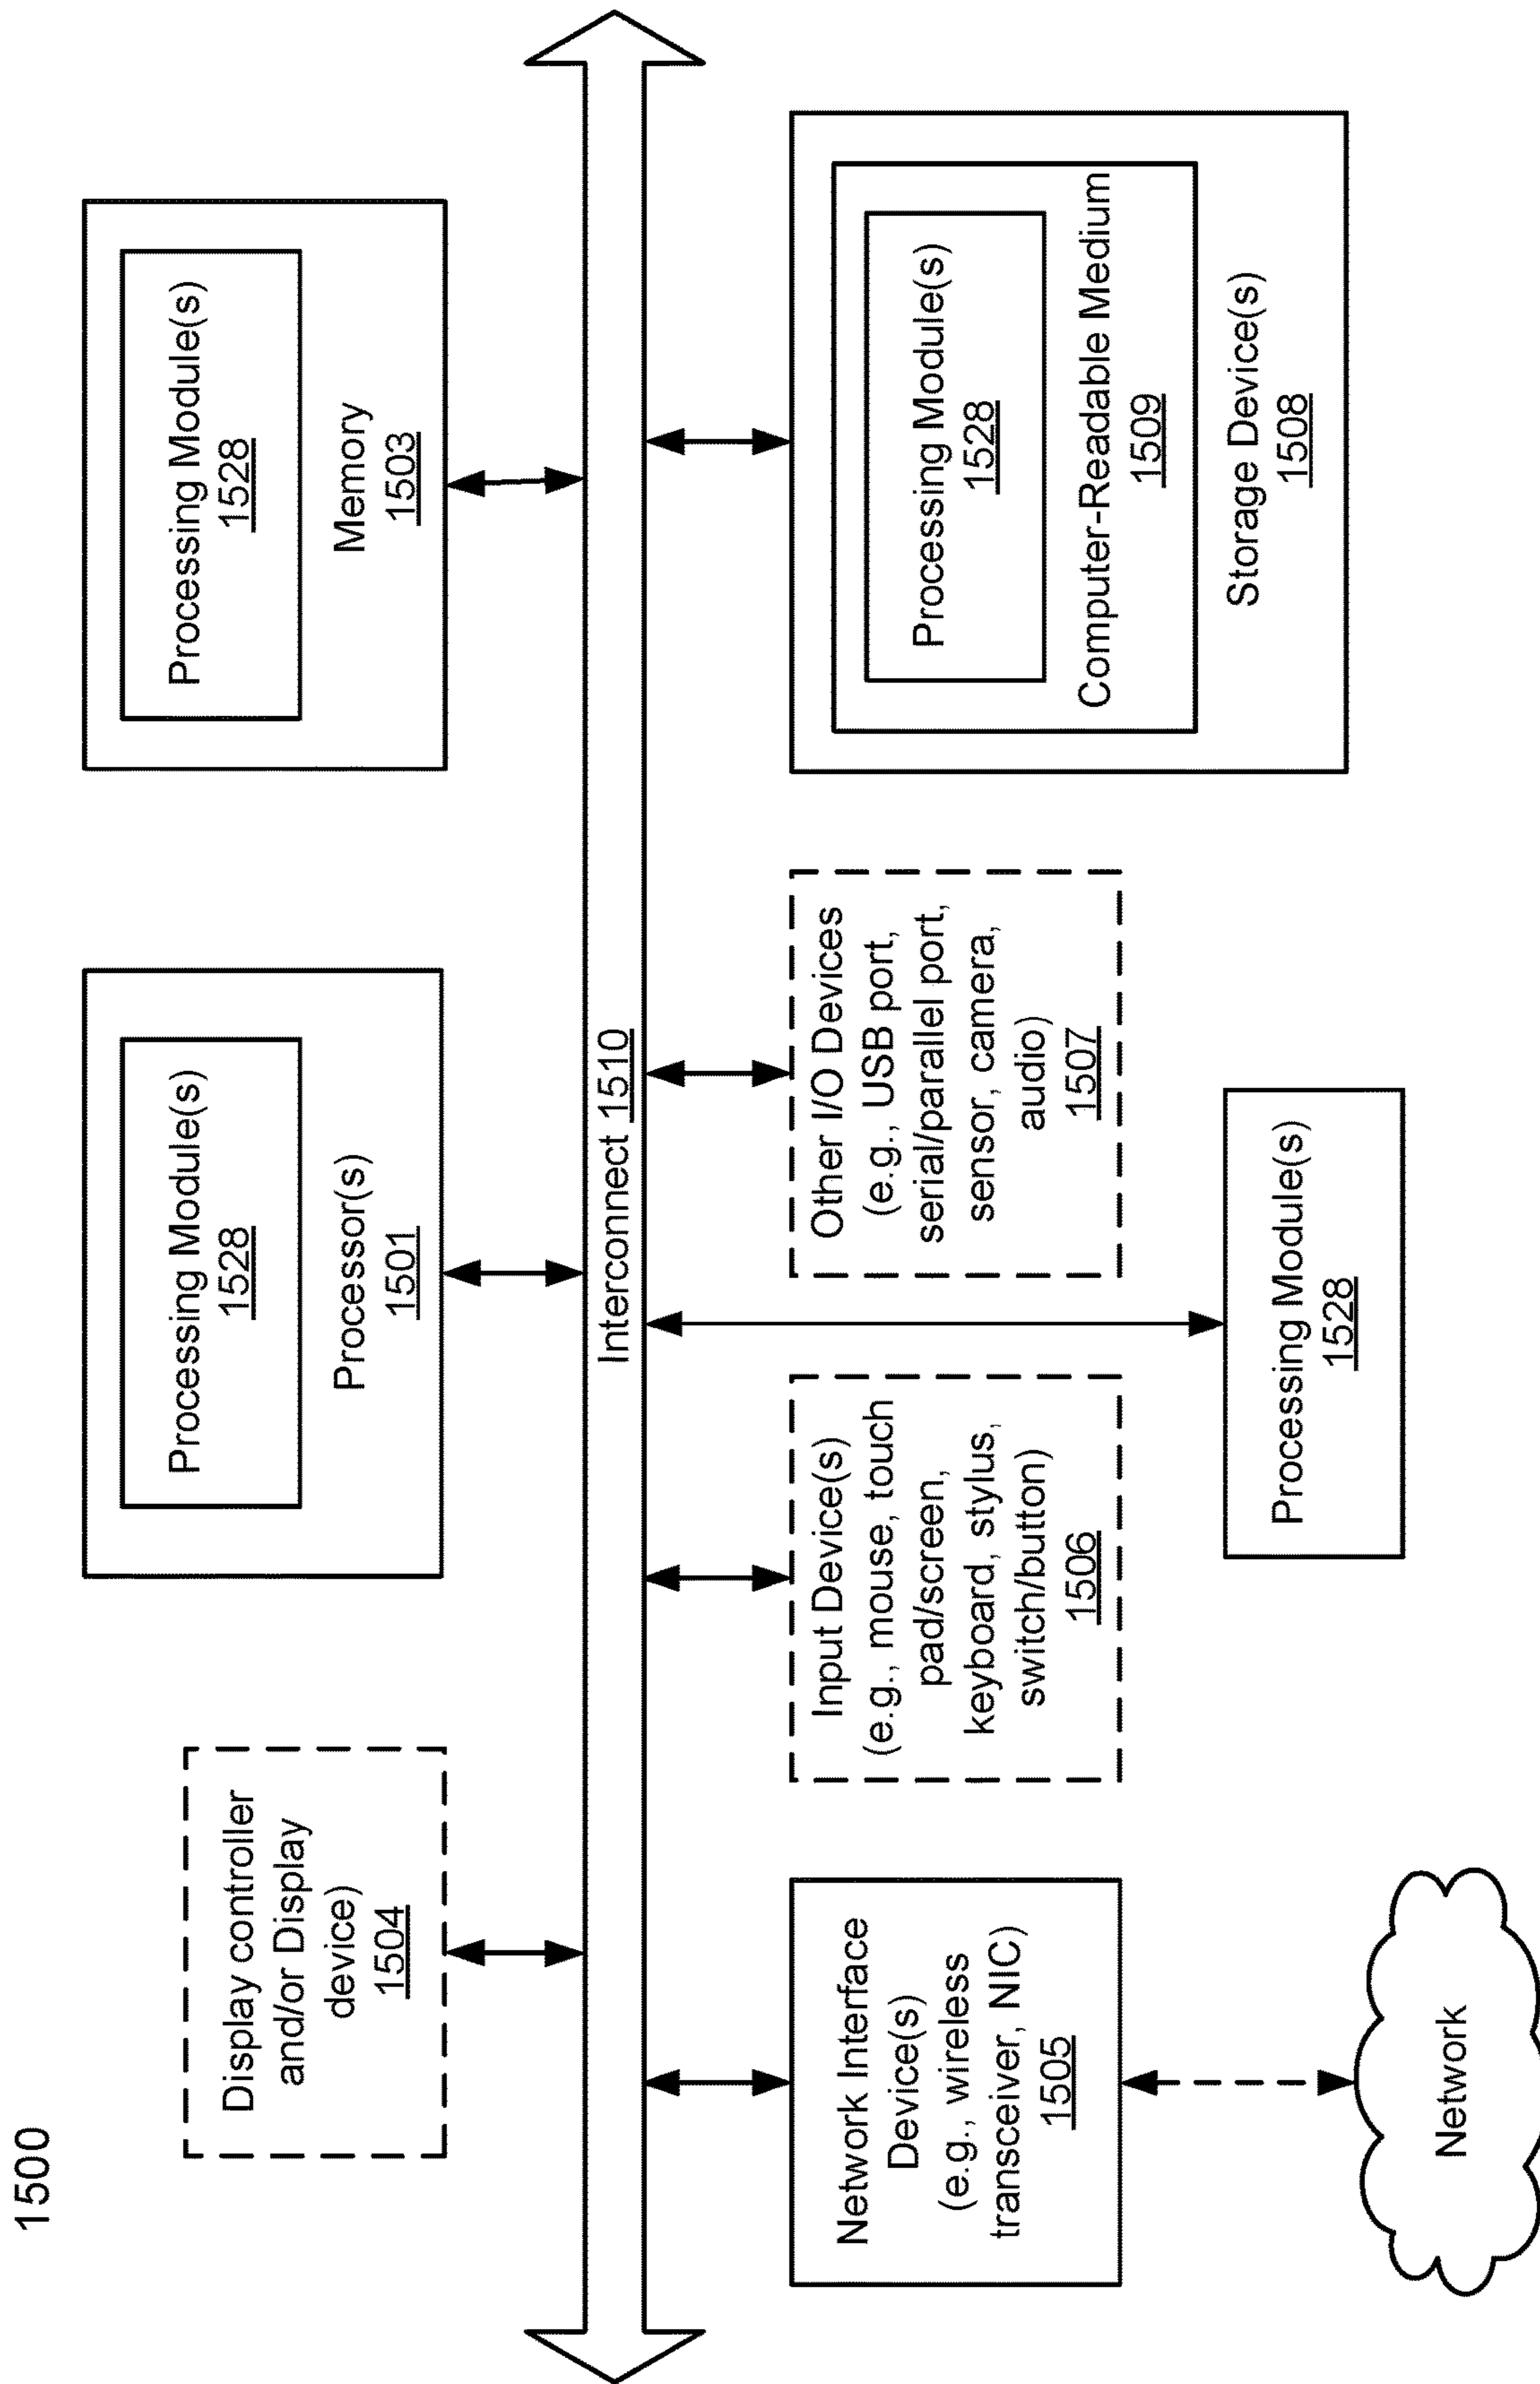 1500
Display controller
and/or Display
device)
1504
Processing Module(s)
1528
Processor(s)
1501
Processing Module(s)
1528
Memory
1503
Interconnect 1510
Network Interface
Device(s)
(e.g., wireless
transceiver, NIC)
1505
Input Device(s)
(e.g., mouse, touch
pad/screen,
keyboard, stylus,
switch/button)
1506
Other I/O Devices
(e.g., USB port,
serial/parallel port,
sensor, camera,
audio)
1507
Processing Module(s)
1528
Computer-Readable Medium
1509
Storage Device(s)
1508
Processing Module(s)
1528
Network